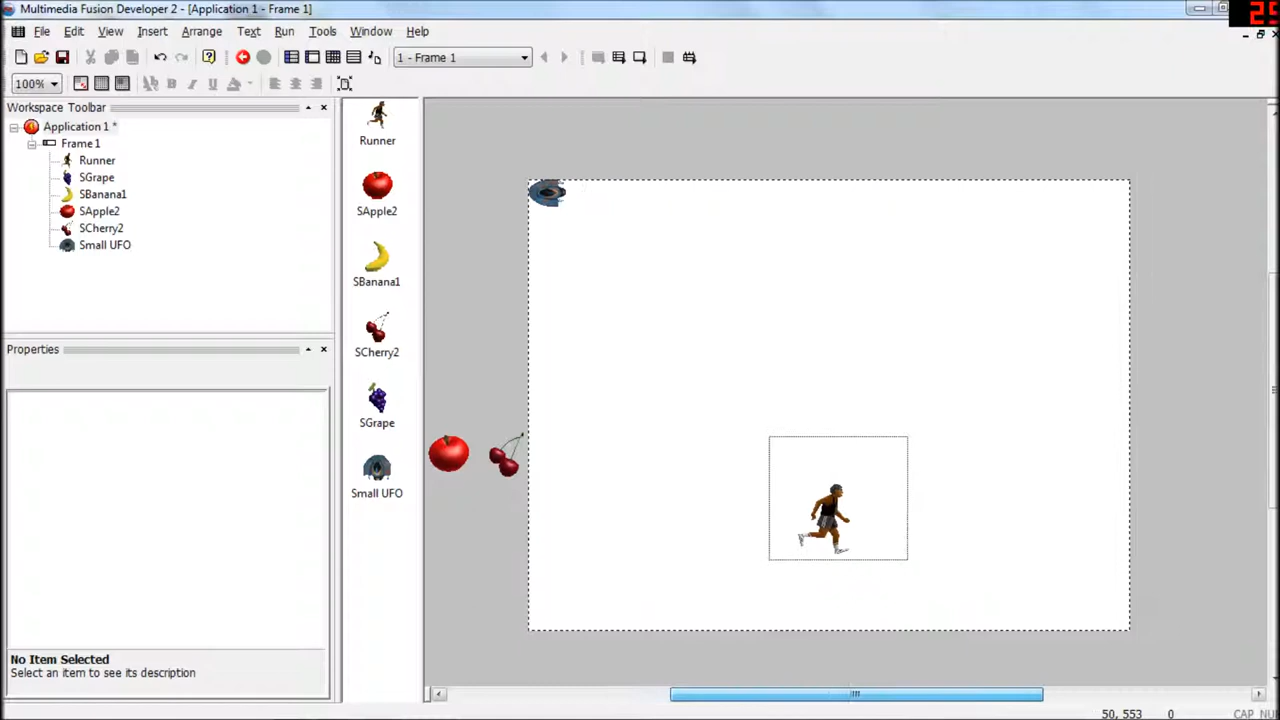 Multimedia Fusion Developer 2 - [Application 1 - Frame 1]
File Edit View Insert Arrange Text Run Tools Window Help
1 - Frame 1
100%
B I U A
Workspace Toolbar
Application 1 *
Frame 1
Runner
SGrape
SBanana1
SApple2
SCherry2
Small UFO
Properties
No Item Selected
Select an item to see its description
Runner
SApple2
SBanana1
SCherry2
SGrape
Small UFO
50, 553 0 CAP NU